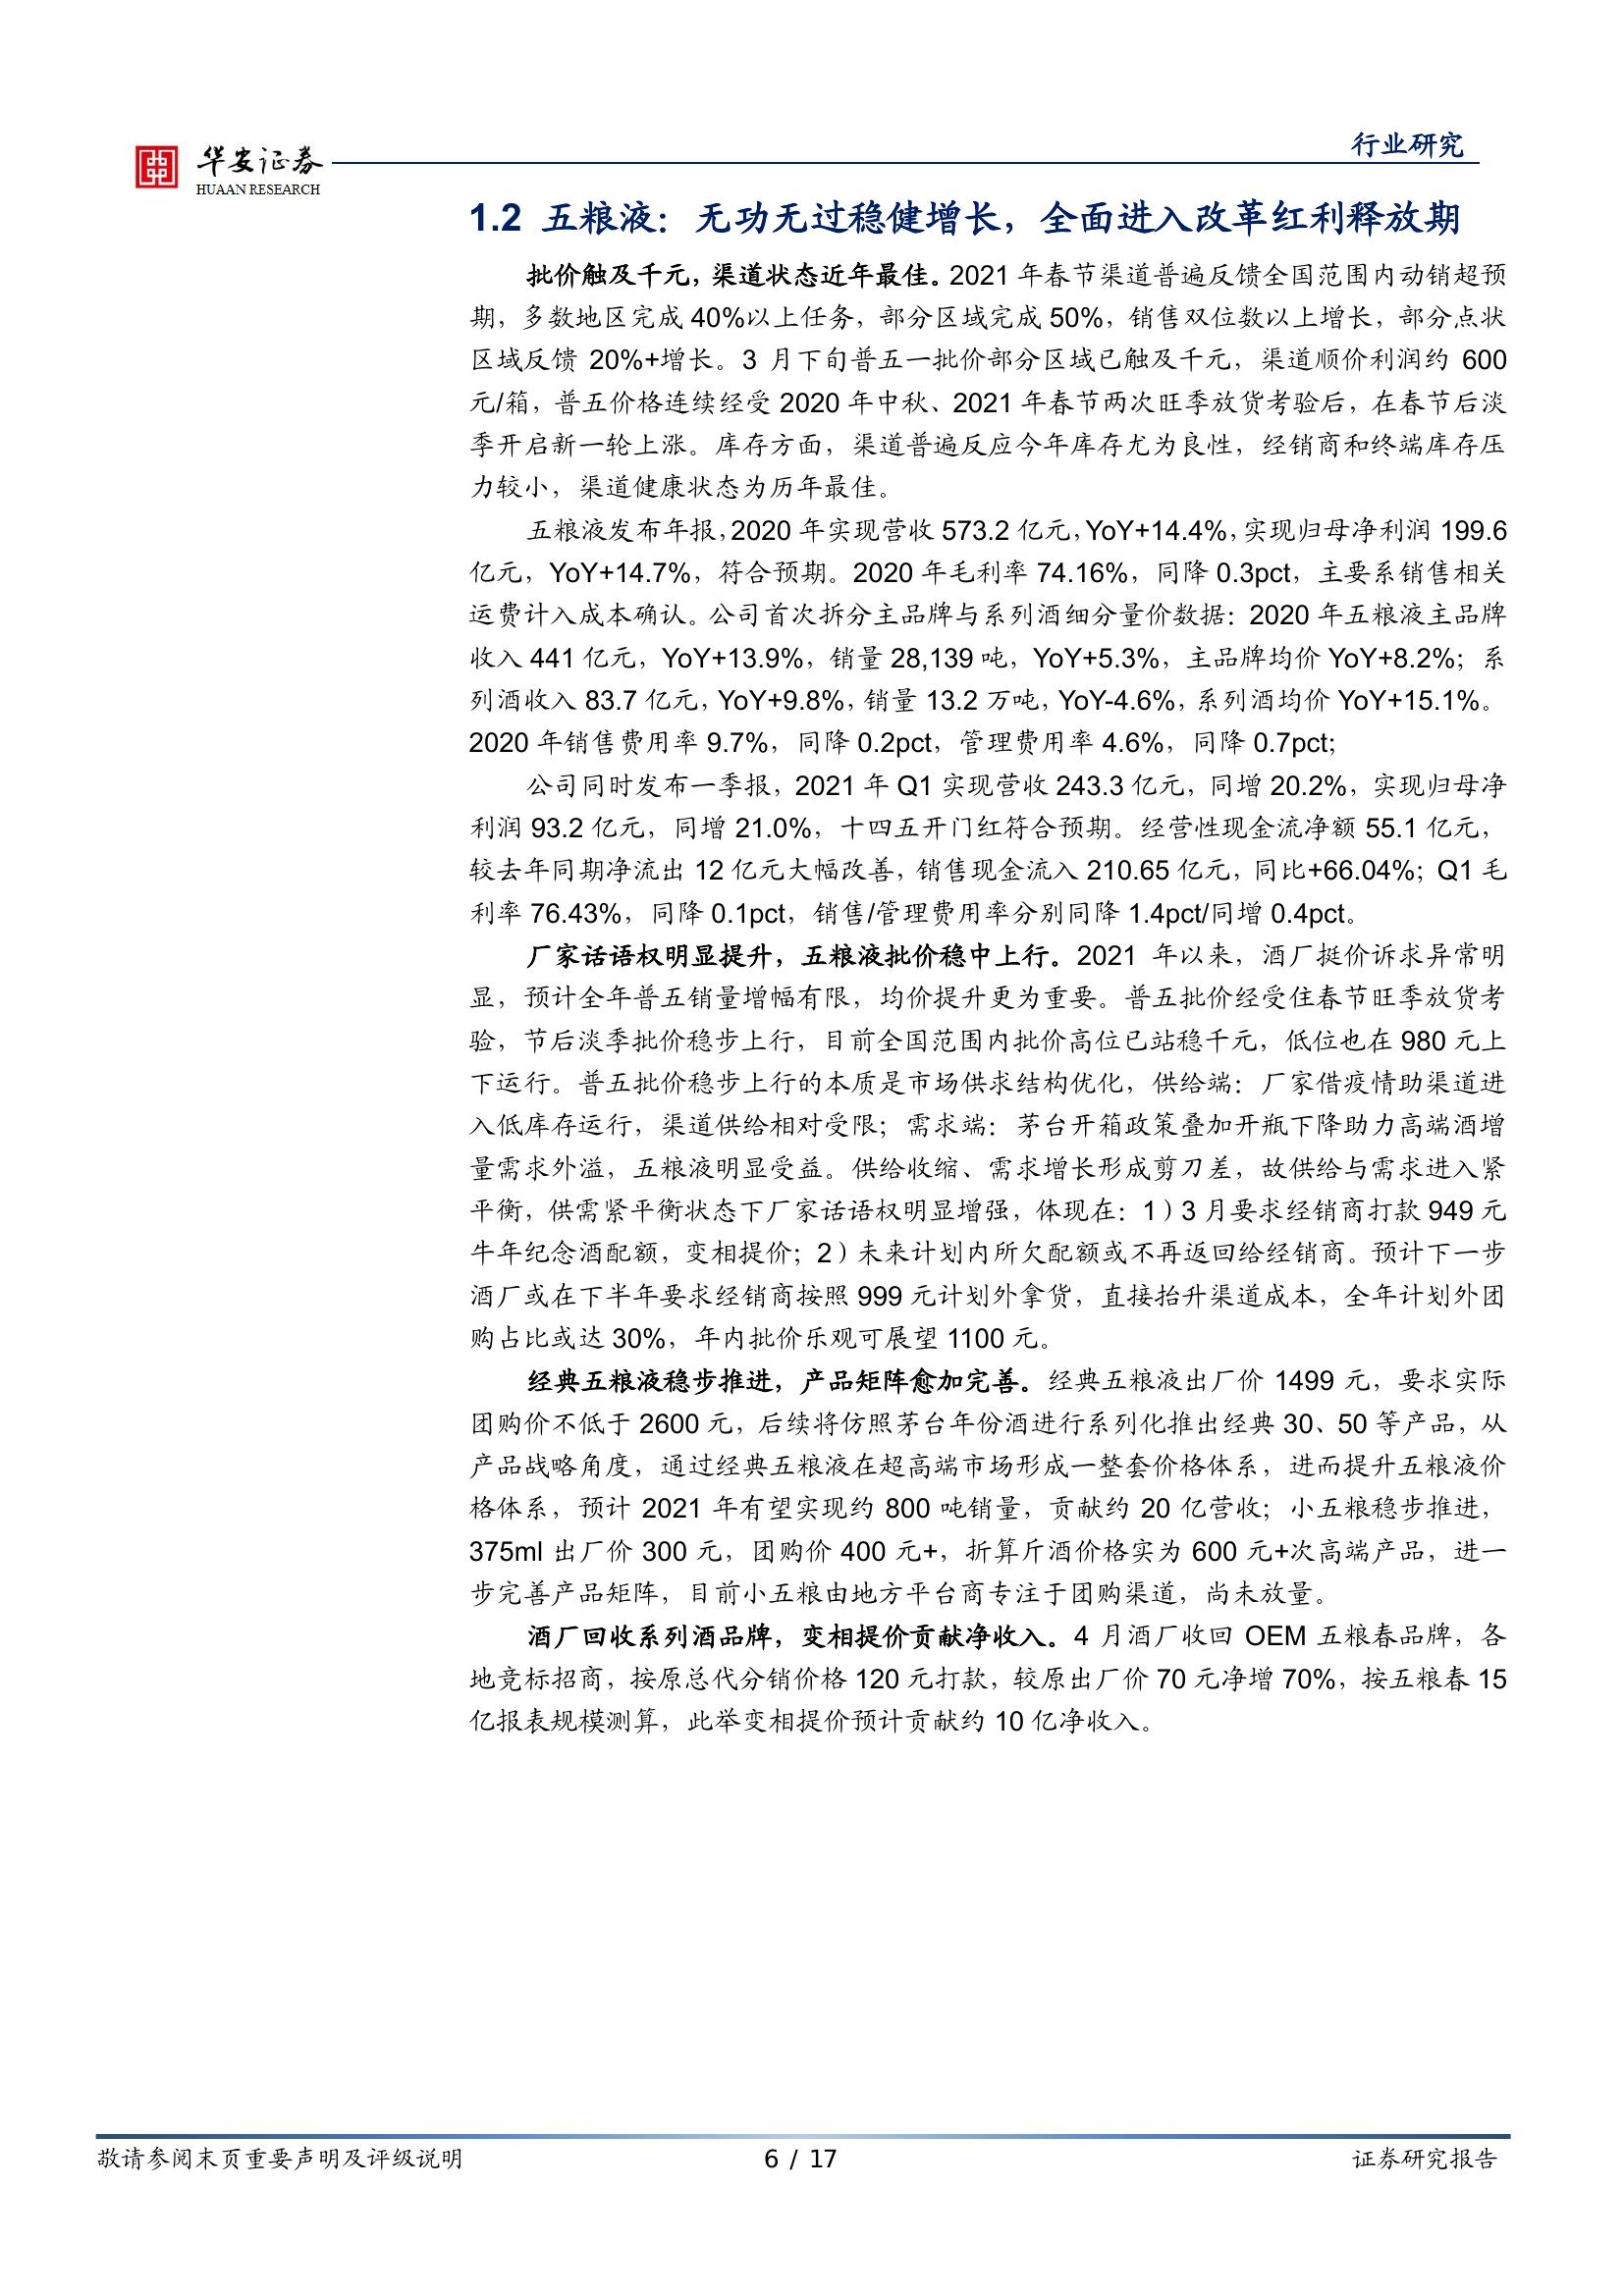 华安证券
HUAAN RESEARCH
行业研究
1.2 五粮液：无功无过稳健增长，全面进入改革红利释放期
批价触及千元，渠道状态近年最佳。2021 年春节渠道普遍反馈全国范围内动销超预
期，多数地区完成 40%以上任务，部分区域完成 50%，销售双位数以上增长，部分点状
区域反馈 20%+增长。3 月下旬普五一批价部分区域已触及千元，渠道顺价利润约 600
元/箱，普五价格连续经受 2020 年中秋、2021 年春节两次旺季放货考验后，在春节后淡
季开启新一轮上涨。库存方面，渠道普遍反应今年库存尤为良性，经销商和终端库存压
力较小，渠道健康状态为历年最佳。
五粮液发布年报，2020 年实现营收 573.2 亿元，YoY+14.4%，实现归母净利润 199.6
亿元，YoY+14.7%，符合预期。2020 年毛利率 74.16%，同降 0.3pct，主要系销售相关
运费计入成本确认。公司首次拆分主品牌与系列酒细分量价数据：2020 年五粮液主品牌
收入 441 亿元，YoY+13.9%，销量 28,139 吨，YoY+5.3%，主品牌均价 YoY+8.2%；系
列酒收入 83.7 亿元，YoY+9.8%，销量 13.2 万吨，YoY-4.6%，系列酒均价 YoY+15.1%。
2020 年销售费用率 9.7%，同降 0.2pct，管理费用率 4.6%，同降 0.7pct;
公司同时发布一季报，2021 年 Q1 实现营收 243.3 亿元，同增 20.2%，实现归母净
利润 93.2 亿元，同增 21.0%，十四五开门红符合预期。经营性现金流净额 55.1 亿元，
较去年同期净流出 12 亿元大幅改善，销售现金流入 210.65 亿元，同比+66.04%；Q1 毛
利率 76.43%，同降 0.1pct，销售/管理费用率分别同降 1.4pct/同增 0.4pct。
厂家话语权明显提升，五粮液批价稳中上行。2021 年以来，酒厂挺价诉求异常明
显，预计全年普五销量增幅有限，均价提升更为重要。普五批价经受住春节旺季放货考
验，节后淡季批价稳步上行，目前全国范围内批价高位已站稳千元，低位也在 980 元上
下运行。普五批价稳步上行的本质是市场供求结构优化，供给端：厂家借疫情助渠道进
入低库存运行，渠道供给相对受限；需求端：茅台开箱政策叠加开瓶下降助力高端酒增
量需求外溢，五粮液明显受益。供给收缩、需求增长形成剪刀差，故供给与需求进入紧
平衡，供需紧平衡状态下厂家话语权明显增强，体现在：1）3 月要求经销商打款 949 元
牛年纪念酒配额，变相提价；2）未来计划内所欠配额或不再返回给经销商。预计下一步
酒厂或在下半年要求经销商按照 999 元计划外拿货，直接抬升渠道成本，全年计划外团
购占比或达 30%，年内批价乐观可展望 1100 元。
经典五粮液稳步推进，产品矩阵愈加完善。经典五粮液出厂价 1499 元，要求实际
团购价不低于 2600 元，后续将仿照茅台年份酒进行系列化推出经典 30、50 等产品，从
产品战略角度，通过经典五粮液在超高端市场形成一整套价格体系，进而提升五粮液价
格体系，预计 2021 年有望实现约 800 吨销量，贡献约 20 亿营收；小五粮稳步推进，
375ml 出厂价 300 元，团购价 400 元+，折算斤酒价格实为 600 元+次高端产品，进一
步完善产品矩阵，目前小五粮由地方平台商专注于团购渠道，尚未放量。
酒厂回收系列酒品牌，变相提价贡献净收入。4 月酒厂收回 OEM 五粮春品牌，各
地竞标招商，按原总代分销价格 120 元打款，较原出厂价 70 元净增 70%，按五粮春 15
亿报表规模测算，此举变相提价预计贡献约 10 亿净收入。
敬请参阅末页重要声明及评级说明
6 / 17
证券研究报告